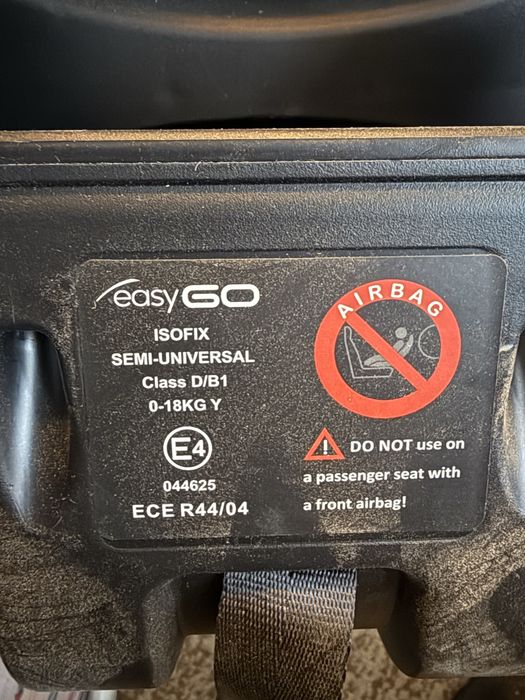 easyGO
ISOFIX
SEMI-UNIVERSAL
Class D/B1
0-18KG Y
E4
044625
ECE R44/04
AIRBAG
DO NOT use on
a passenger seat with
a front airbag!